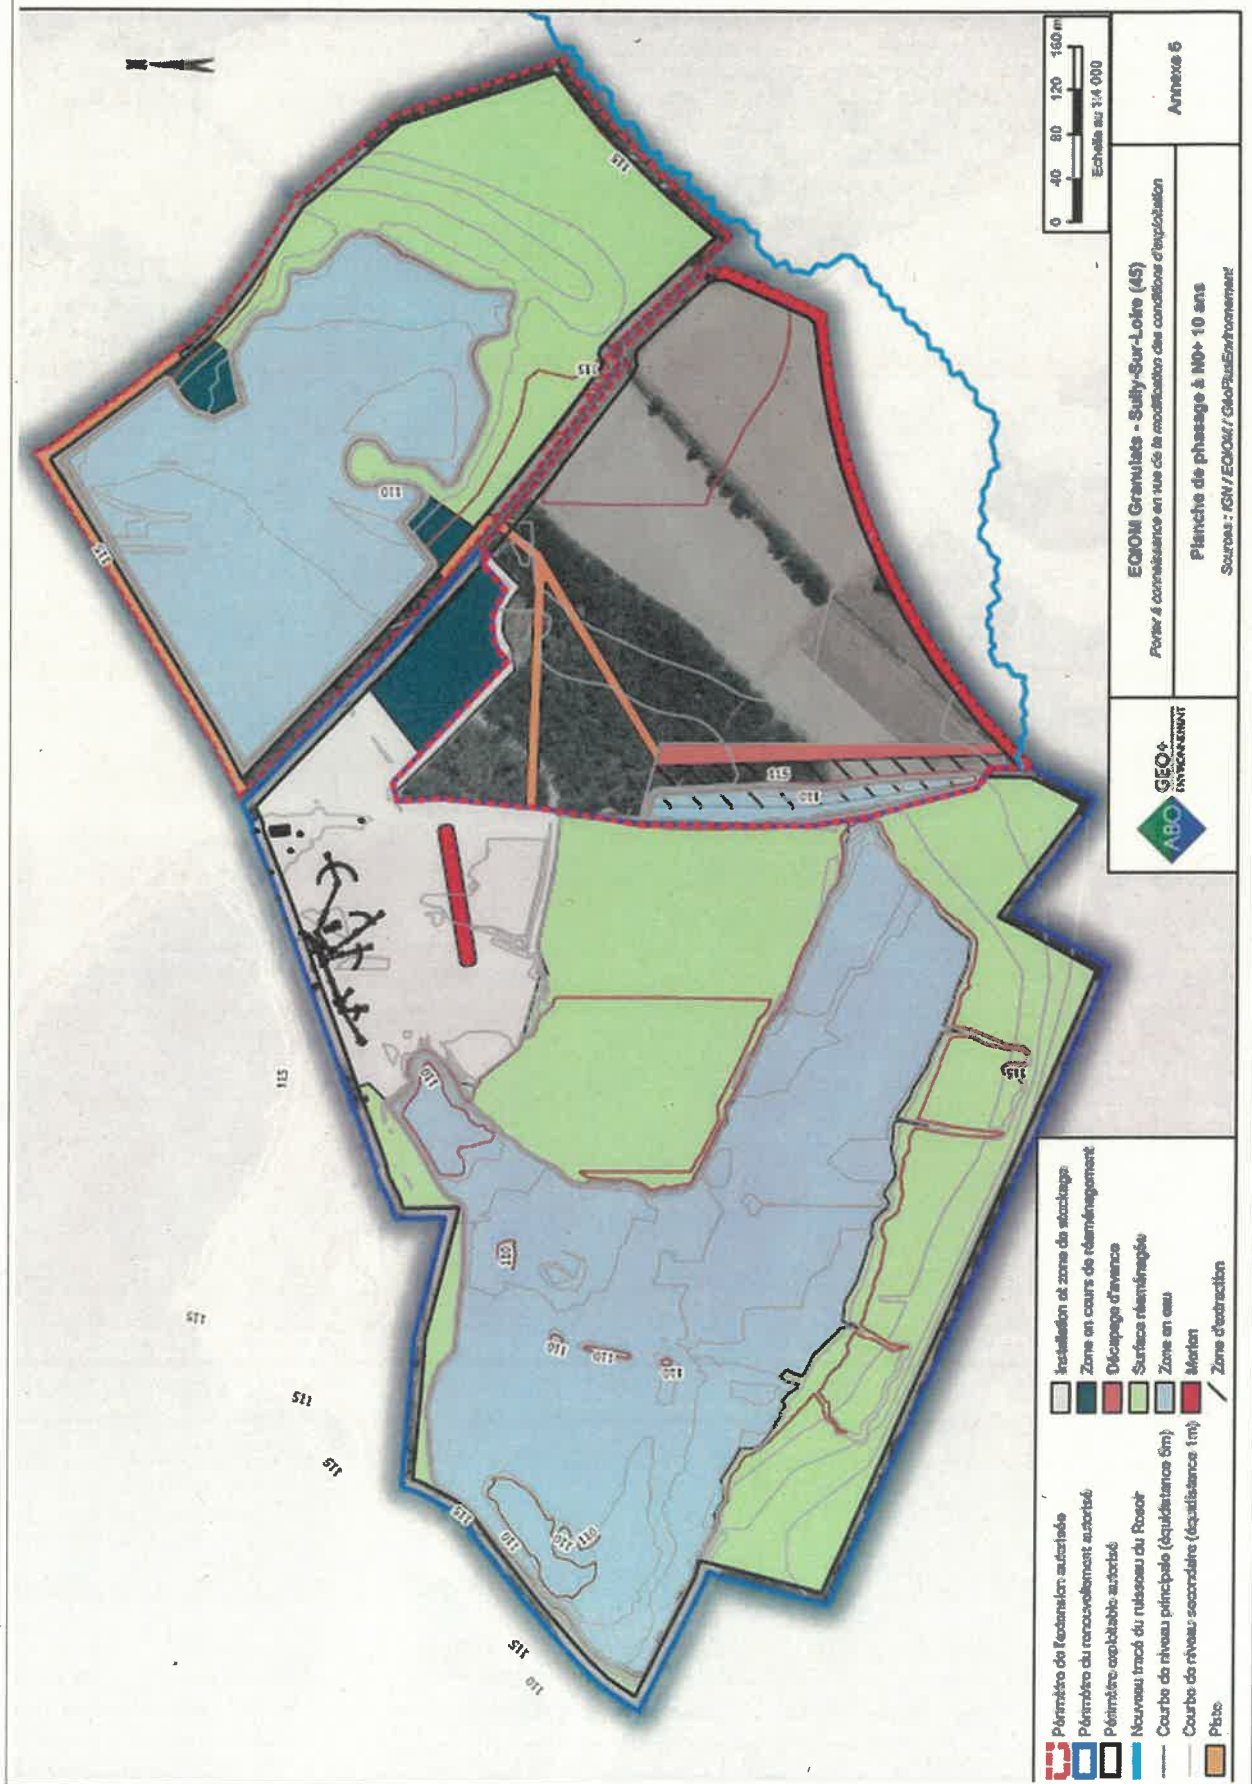 115
115
115
110
115
110
115
110
110
110
110
110
115
115
115
115
110
110
110
115
115
110
Périmètre de l'extension autorisée
Périmètre du renouvellement autorisé
Périmètre exploitable autorisé
Nouveau tracé du ruisseau du Rosoir
Courbe de niveau principale (équidistance 5m)
Courbe de niveau secondaire (équidistance 1m)
Piste
Installation et zone de stockage
Zone en cours de réaménagement
Décapage d'avance
Surface réaménagée
Zone en eau
Merlon
Zone d'extraction
ABO
GEO+
ENVIRONNEMENT
EQIOM Granulats - Sully-Sur-Loire (45)
Porter à connaissance en vue de la modification des conditions d'exploitation
Planche de phasage à N0+ 10 ans
Sources : IGN / EQIOM / GéoPlusEnvironnement
0 40 80 120 160 m
Echelle au 1:4 000
Annexe 5